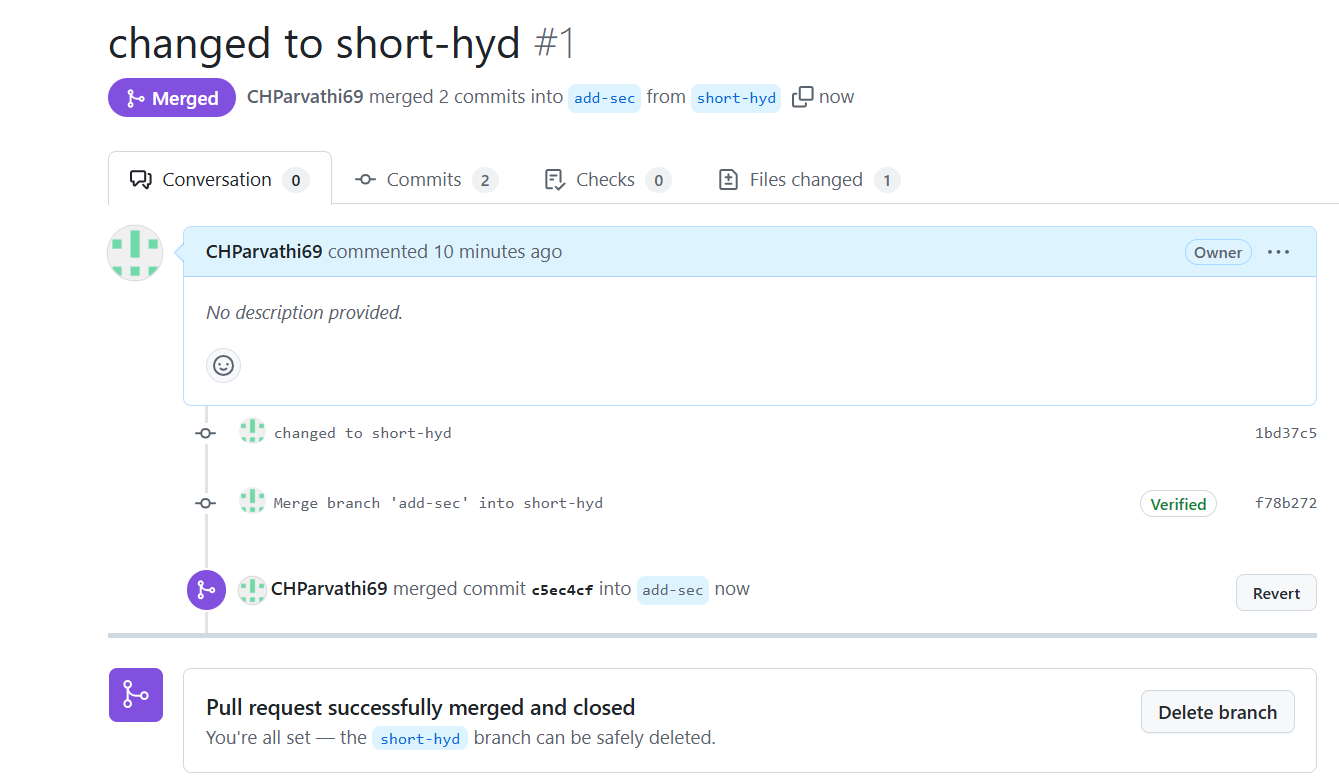 changed to short-hyd #1
Merged CHParvathi69 merged 2 commits into add-sec from short-hyd now
Conversation 0 Commits 2 Checks 0 Files changed 1
CHParvathi69 commented 10 minutes ago Owner ...
No description provided.
changed to short-hyd 1bd37c5
Merge branch 'add-sec' into short-hyd Verified f78b272
CHParvathi69 merged commit c5ec4cf into add-sec now Revert
Pull request successfully merged and closed
You're all set — the short-hyd branch can be safely deleted. Delete branch